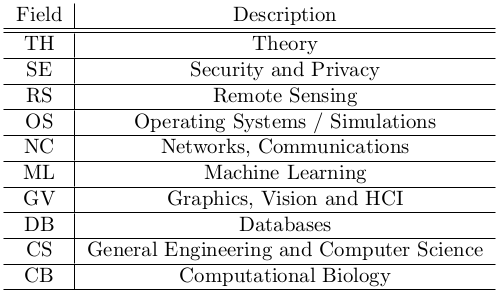 Field Description
TH Theory
SE Security and Privacy
RS Remote Sensing
OS Operating Systems / Simulations
NC Networks, Communications
ML Machine Learning
GV Graphics, Vision and HCI
DB Databases
CS General Engineering and Computer Science
CB Computational Biology